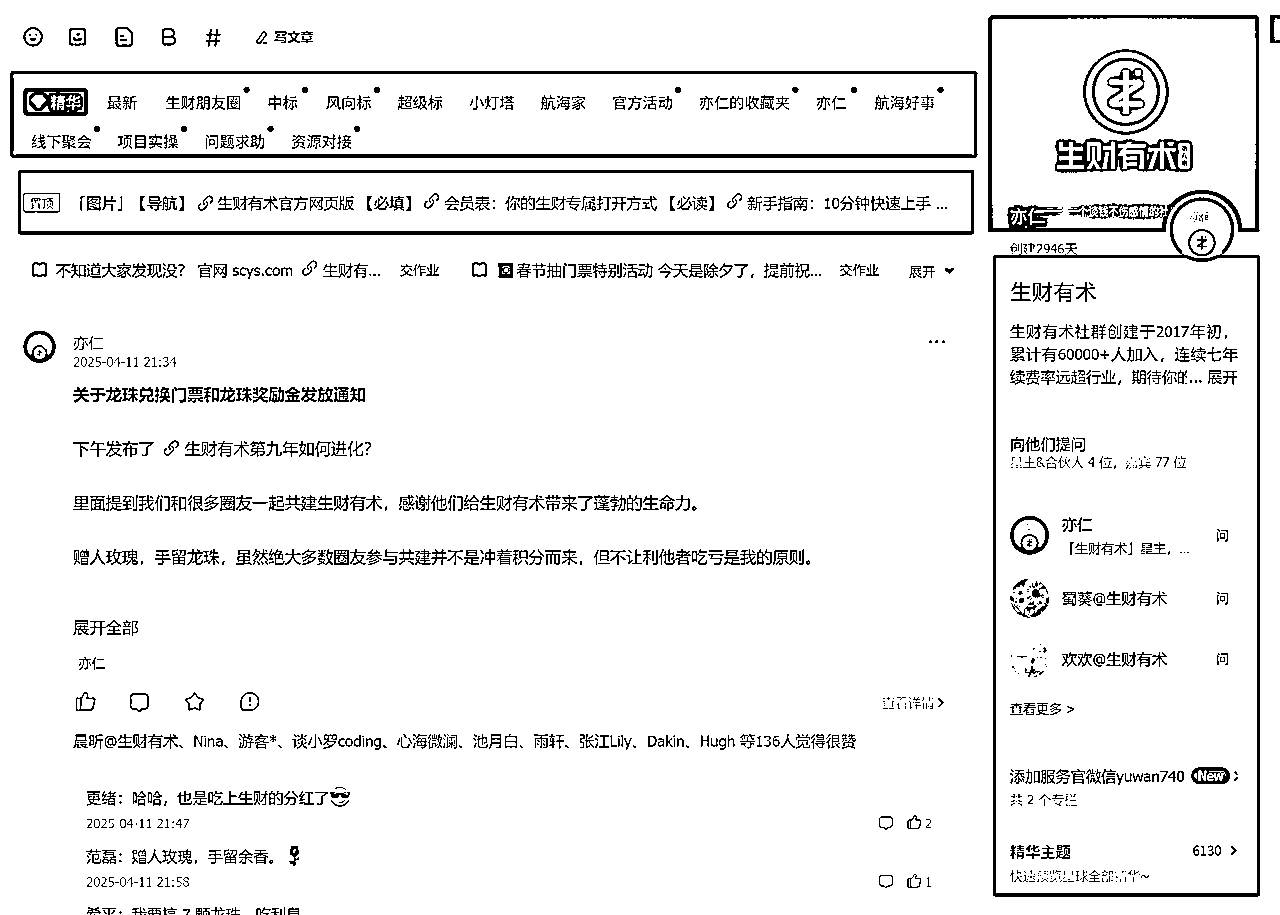 写文章
精华 最新 生财朋友圈 中标 风向标 超级标 小灯塔 航海家 官方活动 亦仁的收藏夹 亦仁 航海好事
线下聚会 项目实操 问题求助 资源对接
置顶 「图片」【导航】 生财有术官方网页版 【必填】 会员表：你的生财专属打开方式 【必读】 新手指南：10分钟快速上手 ...
不知道大家发现没？ 官网 scys.com 生财有... 交作业 春节抽门票特别活动 今天是除夕了，提前祝... 交作业 展开
亦仁
2025-04-11 21:34
关于龙珠兑换门票和龙珠奖励金发放通知
下午发布了 生财有术第九年如何进化？
里面提到我们和很多圈友一起共建生财有术，感谢他们给生财有术带来了蓬勃的生命力。
赠人玫瑰，手留龙珠，虽然绝大多数圈友参与共建并不是冲着积分而来，但不让利他者吃亏是我的原则。
展开全部
亦仁
查看详情
晨昕@生财有术、Nina、游客*、谈小罗coding、心海微澜、池月白、雨轩、张江Lily、Dakin、Hugh 等136人觉得很赞
更绪：哈哈，也是吃上生财的分红了😎
2025-04-11 21:47
2
范磊：赠人玫瑰，手留余香。🌹
2025-04-11 21:58
1
生财有术
亦仁
创建2946天
生财有术
生财有术社群创建于2017年初，
累计有60000+人加入，连续七年
续费率远超行业，期待你的... 展开
向他们提问
星主&合伙人 4 位，嘉宾 77 位
亦仁
【生财有术】星主，...
问
蜀葵@生财有术 问
欢欢@生财有术 问
查看更多 >
添加服务官微信yuwan740 New
共 2 个专栏
精华主题 6130
快速预览星球全部精华~